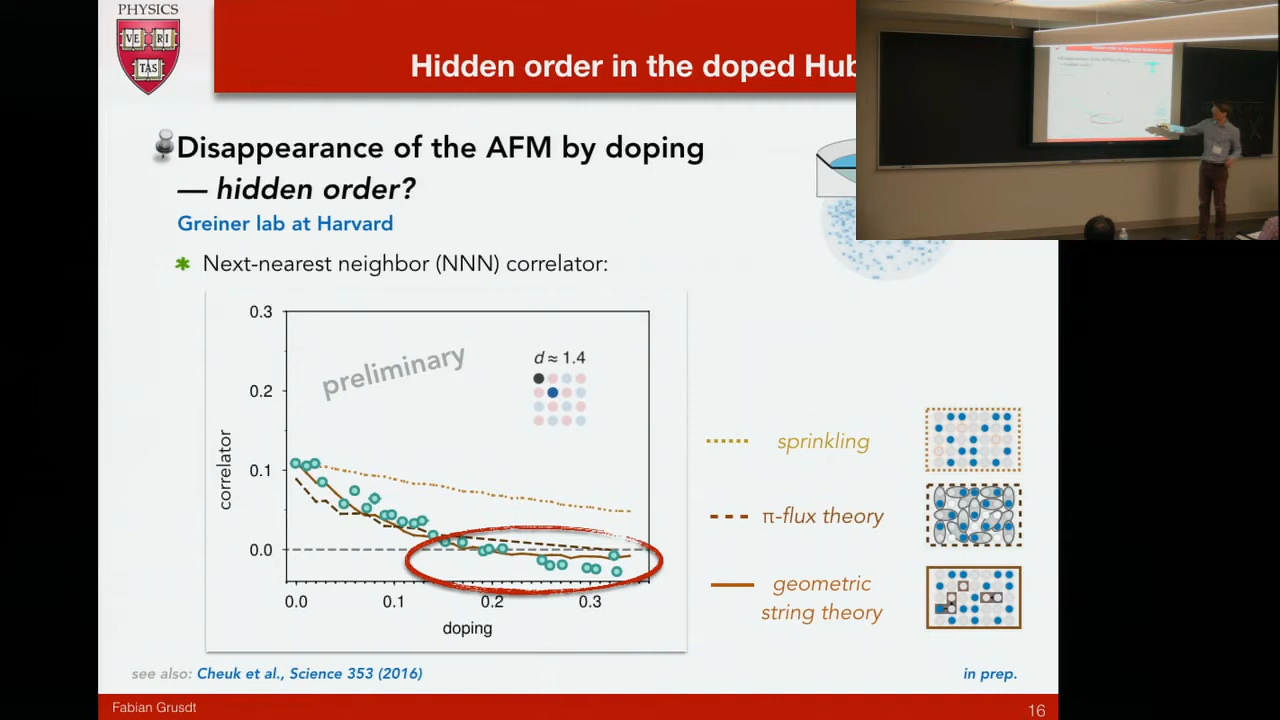 PHYSICS
VE RI
TAS
Hidden order in the doped Hub
Disappearance of the AFM by doping
— hidden order?
Greiner lab at Harvard
Next-nearest neighbor (NNN) correlator:
0.3
0.2
0.1
0.0
correlator
preliminary
d ≈ 1.4
0.0 0.1 0.2 0.3
doping
sprinkling
π-flux theory
geometric
string theory
see also: Cheuk et al., Science 353 (2016)
in prep.
Fabian Grusdt
16